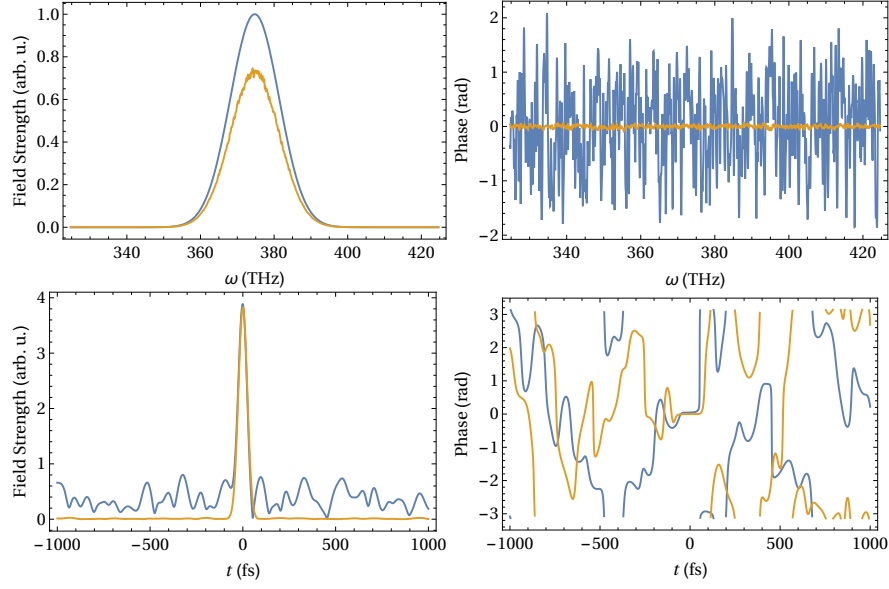 Field Strength (arb. u.)
1.0
0.8
0.6
0.4
0.2
0.0
340 360 380 400 420
ω (THz)
Phase (rad)
2
1
0
−1
−2
340 360 380 400 420
ω (THz)
Field Strength (arb. u.)
4
3
2
1
0
−1000 −500 0 500 1000
t (fs)
Phase (rad)
3
2
1
0
−1
−2
−3
−1000 −500 0 500 1000
t (fs)